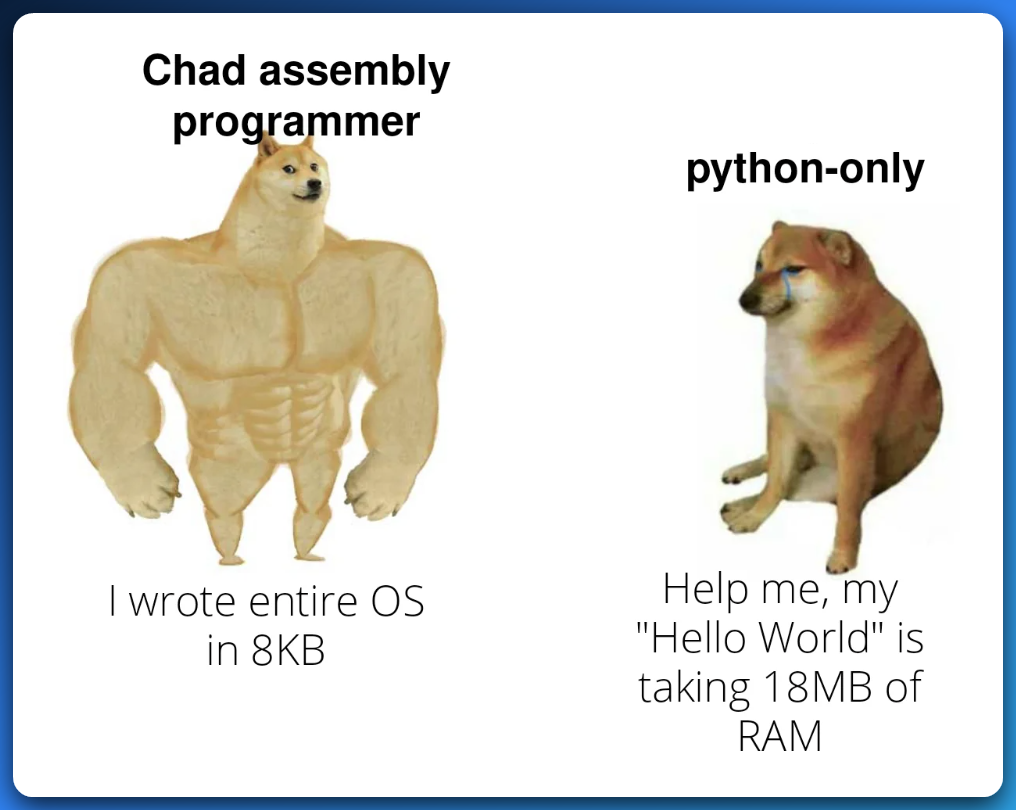 Chad assembly
programmer
python-only
I wrote entire OS
in 8KB
Help me, my
"Hello World" is
taking 18MB of
RAM